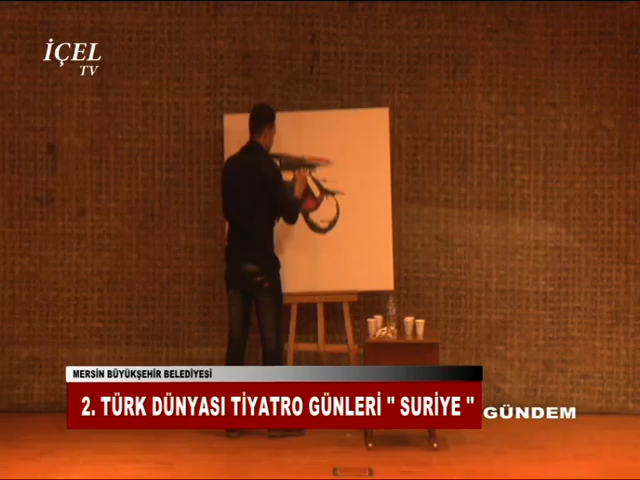 İÇEL
TV
MERSİN BÜYÜKŞEHİR BELEDİYESİ
2. TÜRK DÜNYASI TİYATRO GÜNLERİ " SURİYE "
GÜNDEM